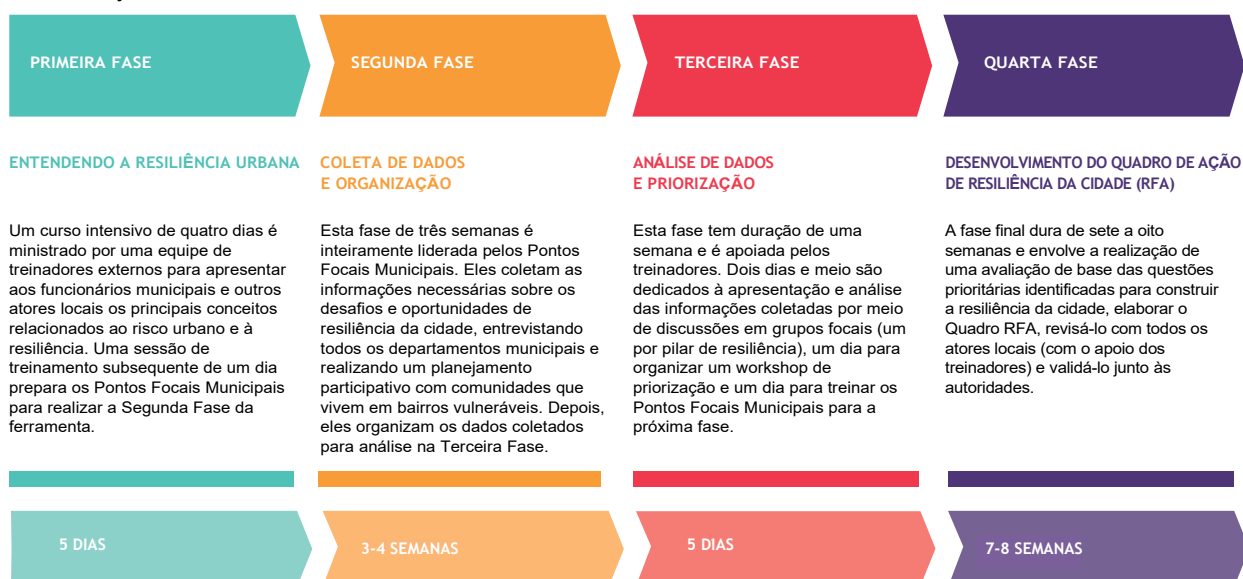 PRIMEIRA FASE
SEGUNDA FASE
TERCEIRA FASE
QUARTA FASE
ENTENDENDO A RESILIÊNCIA URBANA
COLETA DE DADOS
E ORGANIZAÇÃO
ANÁLISE DE DADOS
E PRIORIZAÇÃO
DESENVOLVIMENTO DO QUADRO DE AÇÃO
DE RESILIÊNCIA DA CIDADE (RFA)
Um curso intensivo de quatro dias é
ministrado por uma equipe de
treinadores externos para apresentar
aos funcionários municipais e outros
atores locais os principais conceitos
relacionados ao risco urbano e à
resiliência. Uma sessão de
treinamento subsequente de um dia
prepara os Pontos Focais Municipais
para realizar a Segunda Fase da
ferramenta.
Esta fase de três semanas é
inteiramente liderada pelos Pontos
Focais Municipais. Eles coletam as
informações necessárias sobre os
desafios e oportunidades de
resiliência da cidade, entrevistando
todos os departamentos municipais e
realizando um planejamento
participativo com comunidades que
vivem em bairros vulneráveis. Depois,
eles organizam os dados coletados
para análise na Terceira Fase.
Esta fase tem duração de uma
semana e é apoiada pelos
treinadores. Dois dias e meio são
dedicados à apresentação e análise
das informações coletadas por meio
de discussões em grupos focais (um
por pilar de resiliência), um dia para
organizar um workshop de
priorização e um dia para treinar os
Pontos Focais Municipais para a
próxima fase.
A fase final dura de sete a oito
semanas e envolve a realização de
uma avaliação de base das questões
prioritárias identificadas para construir
a resiliência da cidade, elaborar o
Quadro RFA, revisá-lo com todos os
atores locais (com o apoio dos
treinadores) e validá-lo junto às
autoridades.
5 DIAS
3-4 SEMANAS
5 DIAS
7-8 SEMANAS